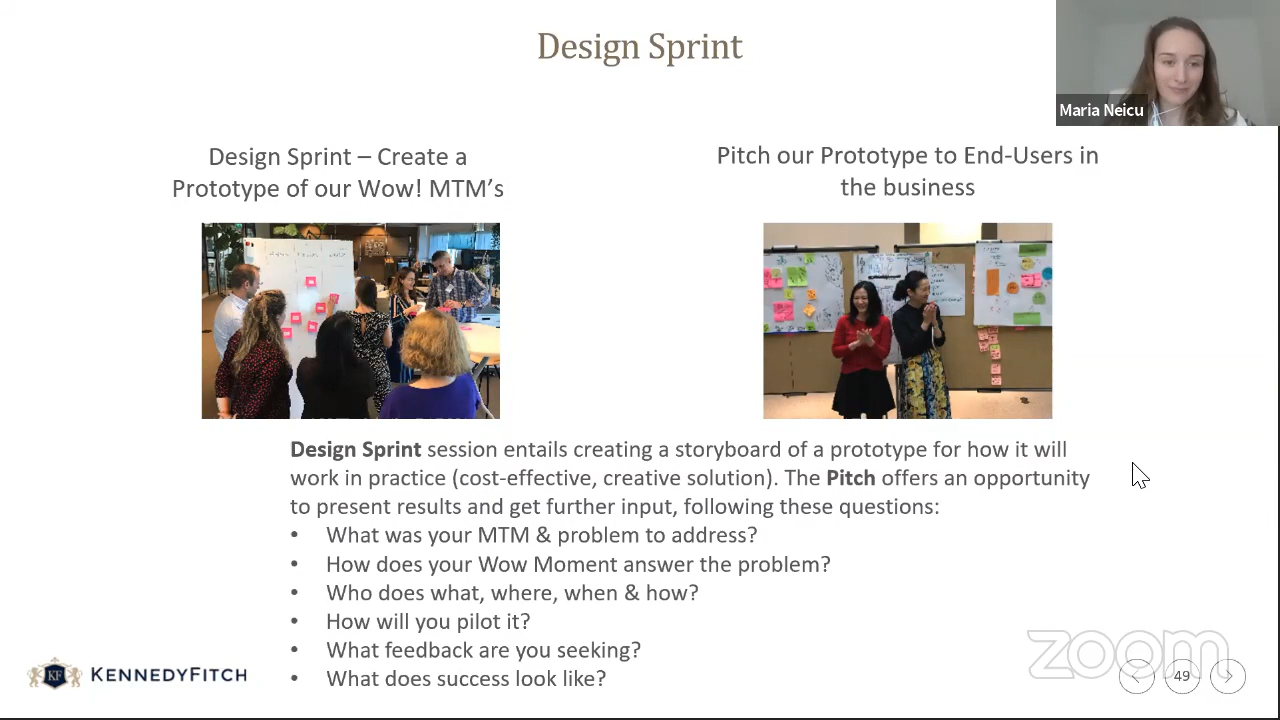 Design Sprint
Maria Neicu
Design Sprint – Create a
Prototype of our Wow! MTM's
Pitch our Prototype to End-Users in
the business
Design Sprint session entails creating a storyboard of a prototype for how it will
work in practice (cost-effective, creative solution). The Pitch offers an opportunity
to present results and get further input, following these questions:
• What was your MTM & problem to address?
• How does your Wow Moment answer the problem?
• Who does what, where, when & how?
• How will you pilot it?
• What feedback are you seeking?
• What does success look like?
KF KENNEDYFITCH
zoom
49